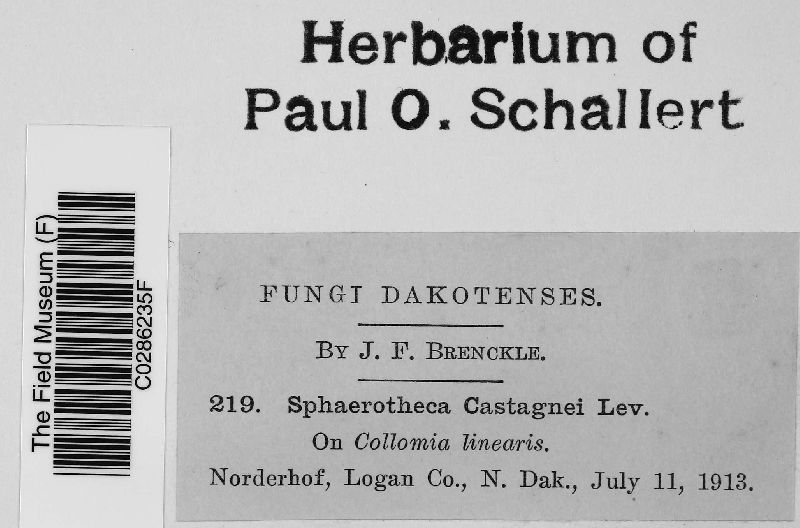 Herbarium of
Paul O. Schallert
The Field Museum (F)
C0286235F
FUNGI DAKOTENSES.
By J. F. Brenckle.
219. Sphaerotheca Castagnei Lev.
On Collomia linearis.
Norderhof, Logan Co., N. Dak., July 11, 1913.